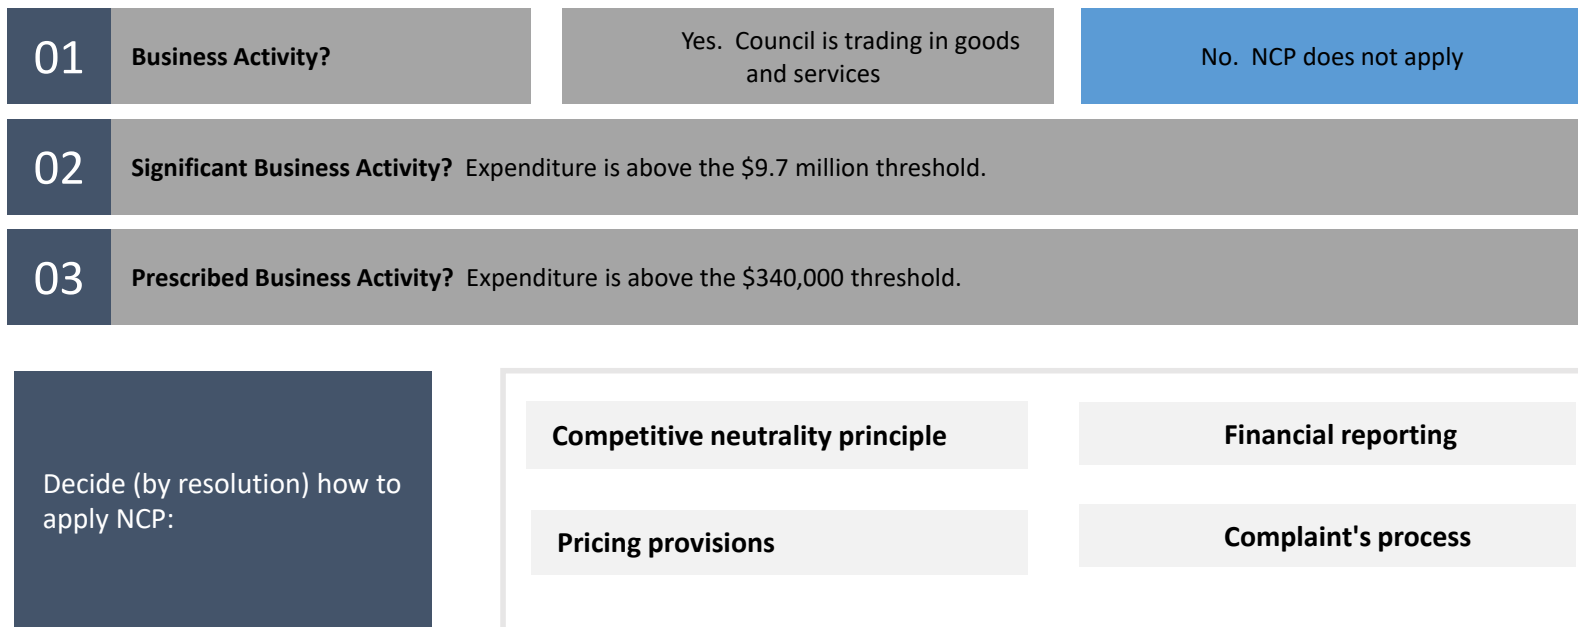 01
Business Activity?
Yes. Council is trading in goods
and services
No. NCP does not apply
02
Significant Business Activity? Expenditure is above the $9.7 million threshold.
03
Prescribed Business Activity? Expenditure is above the $340,000 threshold.
Decide (by resolution) how to
apply NCP:
Competitive neutrality principle
Financial reporting
Pricing provisions
Complaint's process